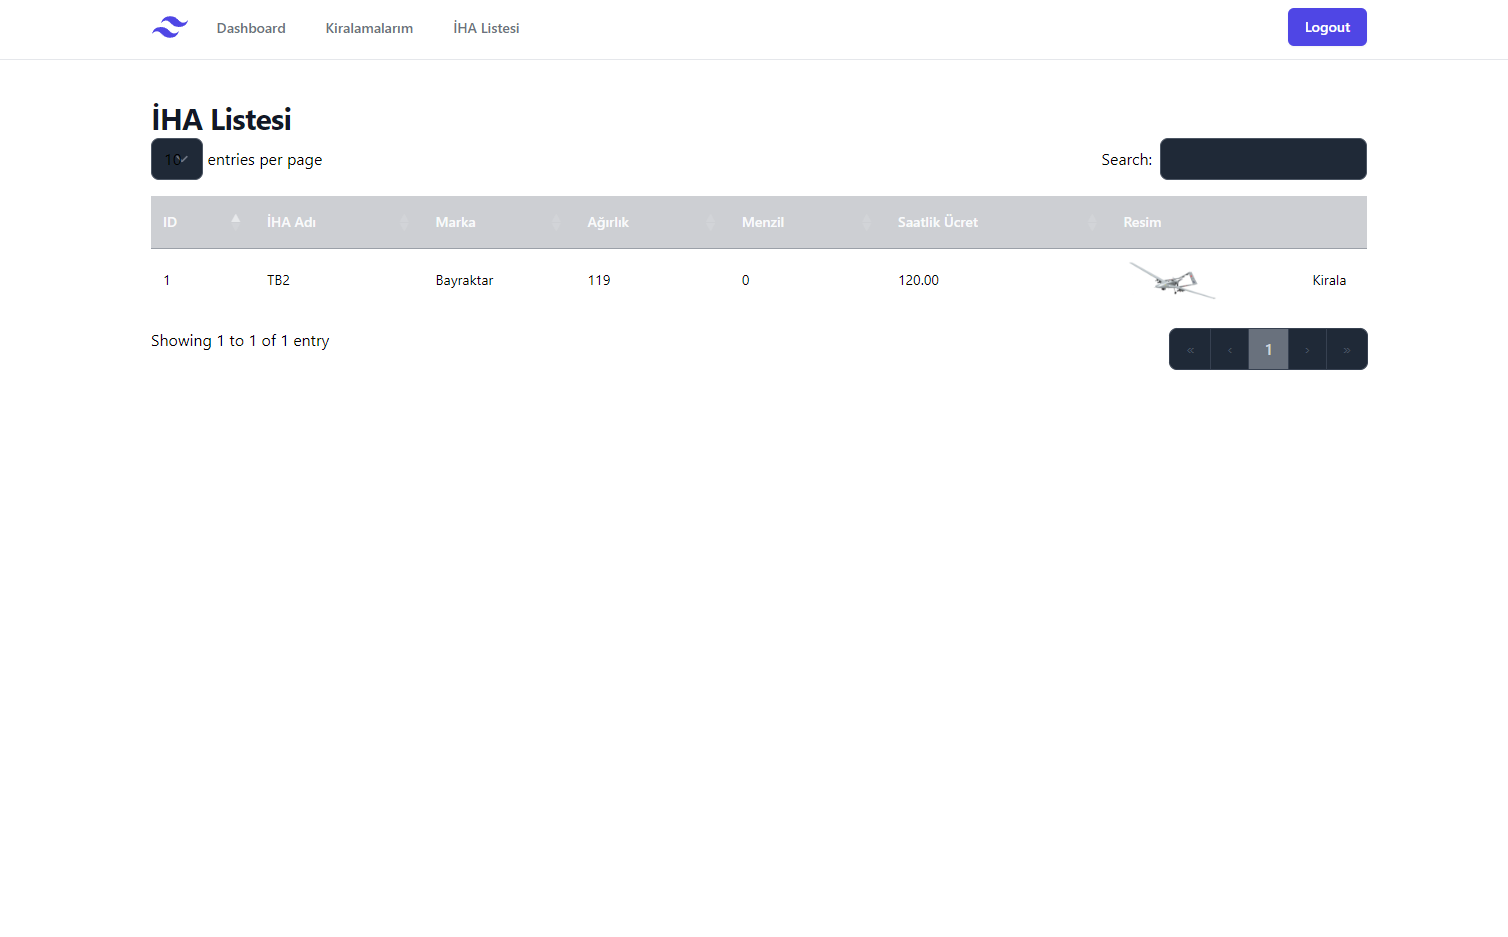 Dashboard Kiralamalarım İHA Listesi Logout
İHA Listesi
10 entries per page Search:
ID İHA Adı Marka Ağırlık Menzil Saatlik Ücret Resim
1 TB2 Bayraktar 119 0 120.00 Kirala
Showing 1 to 1 of 1 entry « ‹ 1 › »